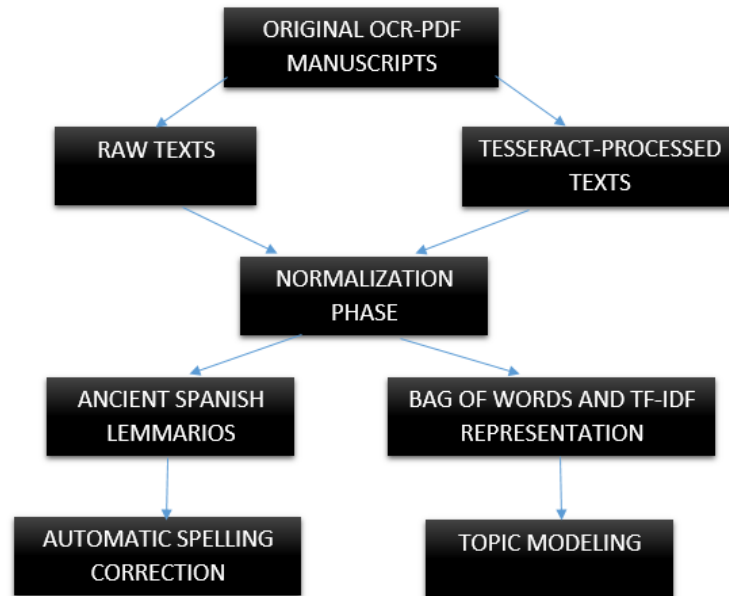 ORIGINAL OCR-PDF
MANUSCRIPTS
RAW TEXTS
TESSERACT-PROCESSED
TEXTS
NORMALIZATION
PHASE
ANCIENT SPANISH
LEMMARIOS
BAG OF WORDS AND TF-IDF
REPRESENTATION
AUTOMATIC SPELLING
CORRECTION
TOPIC MODELING